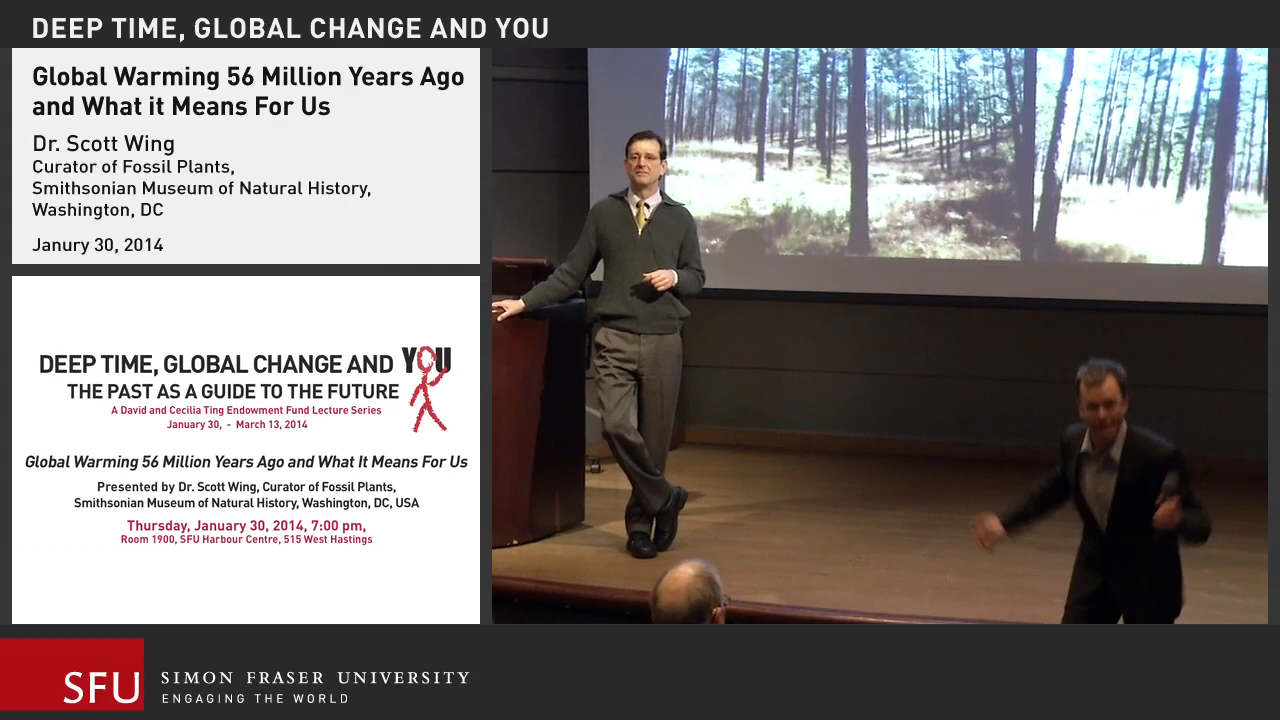 DEEP TIME, GLOBAL CHANGE AND YOU
Global Warming 56 Million Years Ago
and What it Means For Us
Dr. Scott Wing
Curator of Fossil Plants,
Smithsonian Museum of Natural History,
Washington, DC
Janury 30, 2014
DEEP TIME, GLOBAL CHANGE AND YOU
THE PAST AS A GUIDE TO THE FUTURE
A David and Cecilia Ting Endowment Fund Lecture Series
January 30, - March 13, 2014
Global Warming 56 Million Years Ago and What It Means For Us
Presented by Dr. Scott Wing, Curator of Fossil Plants,
Smithsonian Museum of Natural History, Washington, DC, USA
Thursday, January 30, 2014, 7:00 pm,
Room 1900, SFU Harbour Centre, 515 West Hastings
SFU
SIMON FRASER UNIVERSITY
ENGAGING THE WORLD